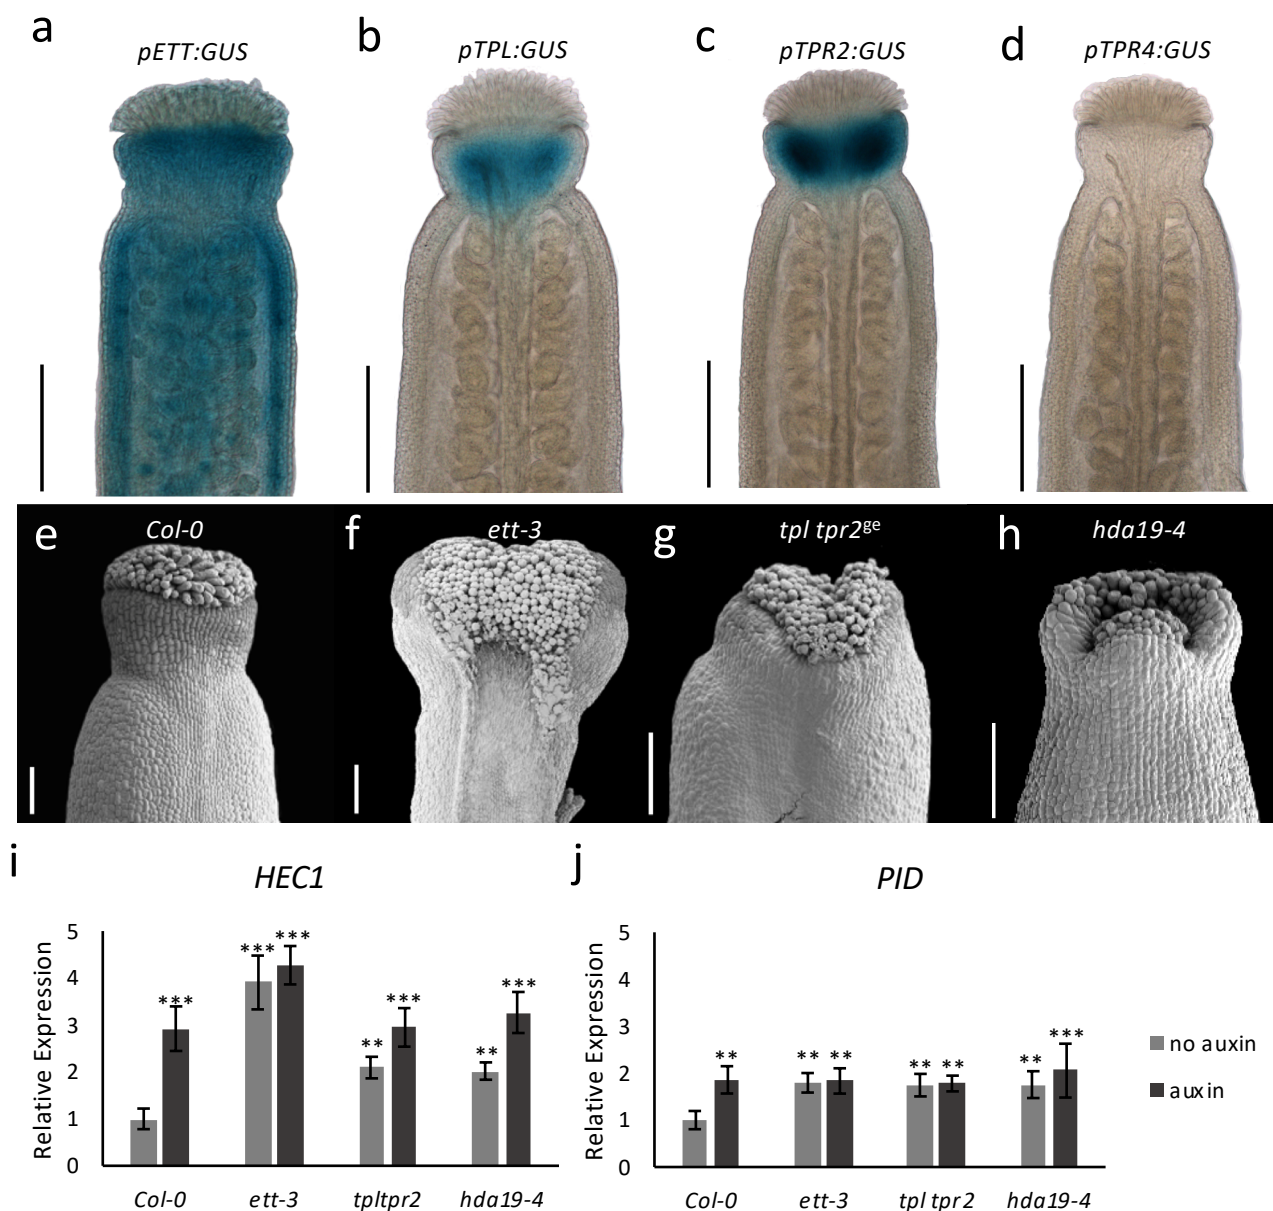 a
pETT:GUS
b
pTPL:GUS
c
pTPR2:GUS
d
pTPR4:GUS
e
Col-0
f
ett-3
g
tpl tpr2ge
h
hda19-4
i
HEC1
Relative Expression
5
4
3
2
1
0
***
*** ***
** ***
** ***
Col-0 ett-3 tpltpr2 hda19-4
j
PID
Relative Expression
5
4
3
2
1
0
**
** **
** **
** ***
Col-0 ett-3 tpl tpr2 hda19-4
no auxin
auxin